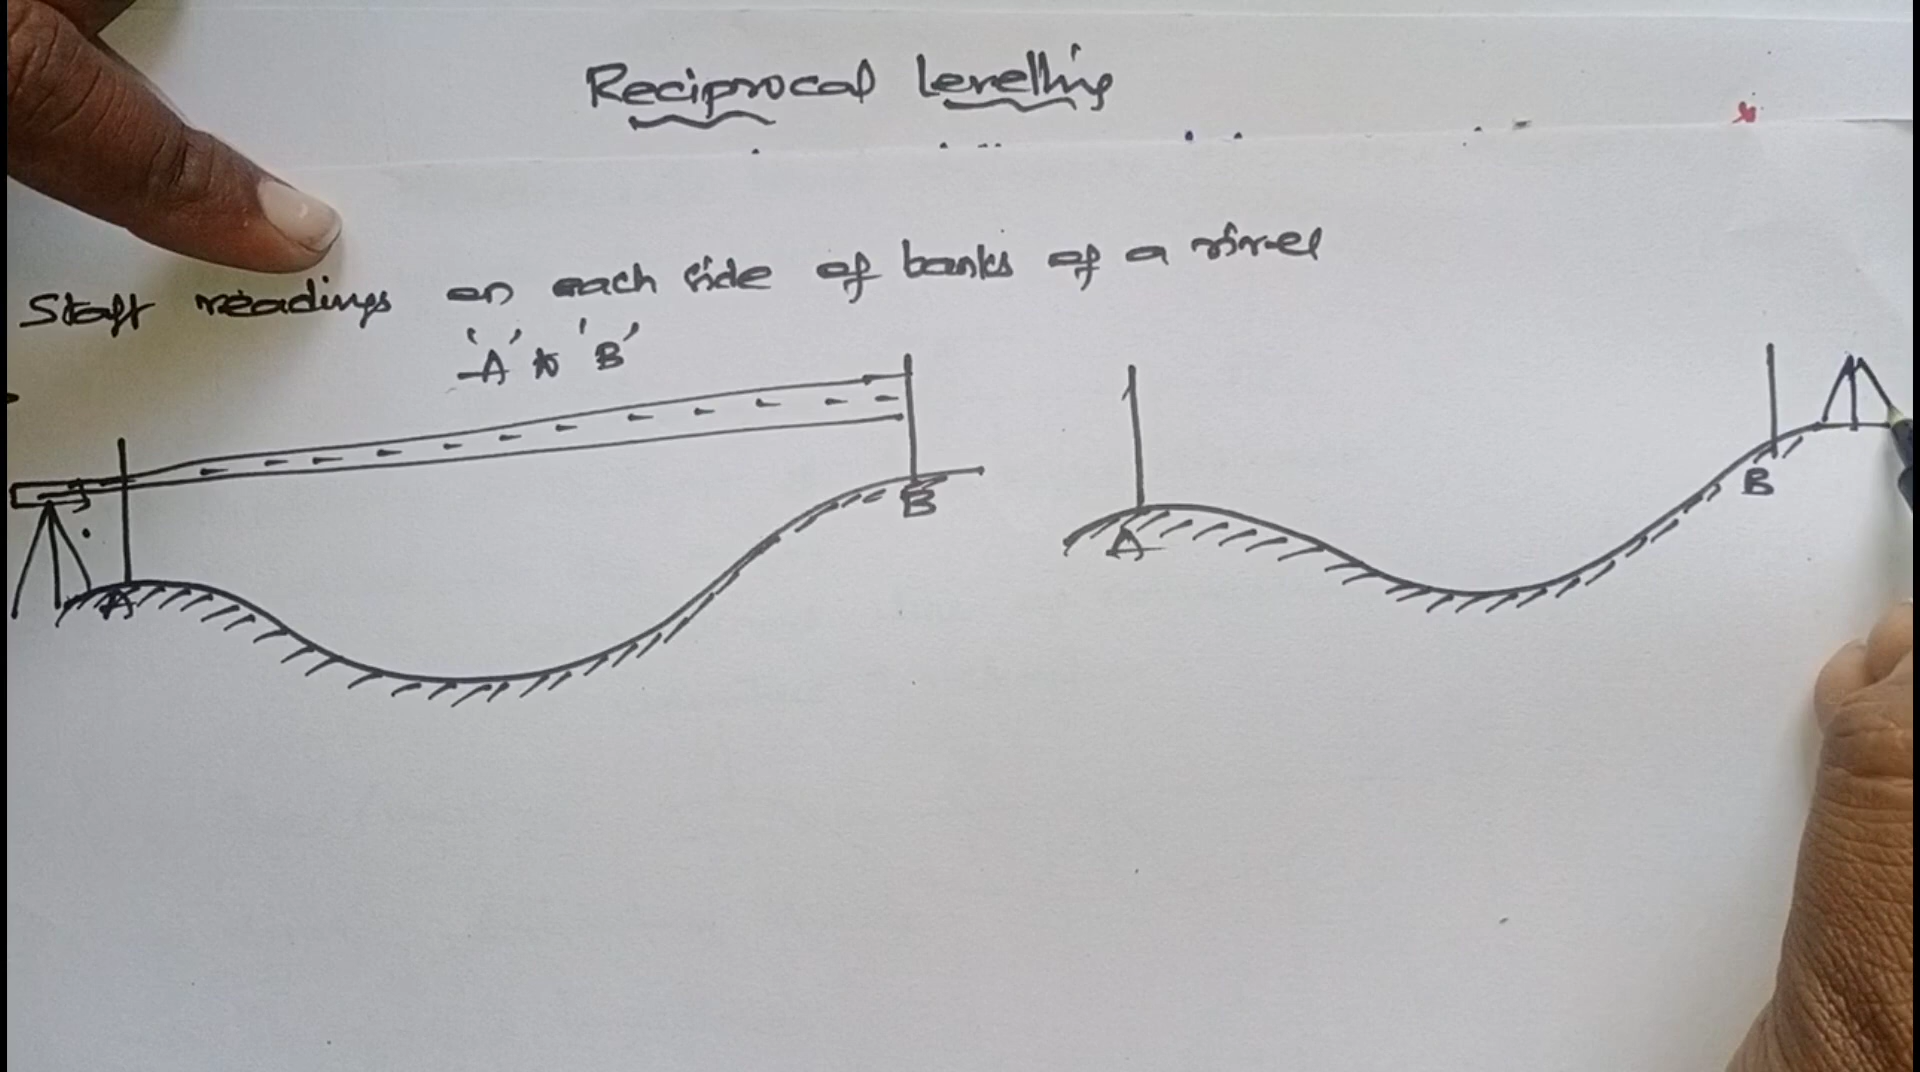 Reciprocal Levelling
Staff readings on each side of banks of a river
'A' to 'B'
A
B
A
B